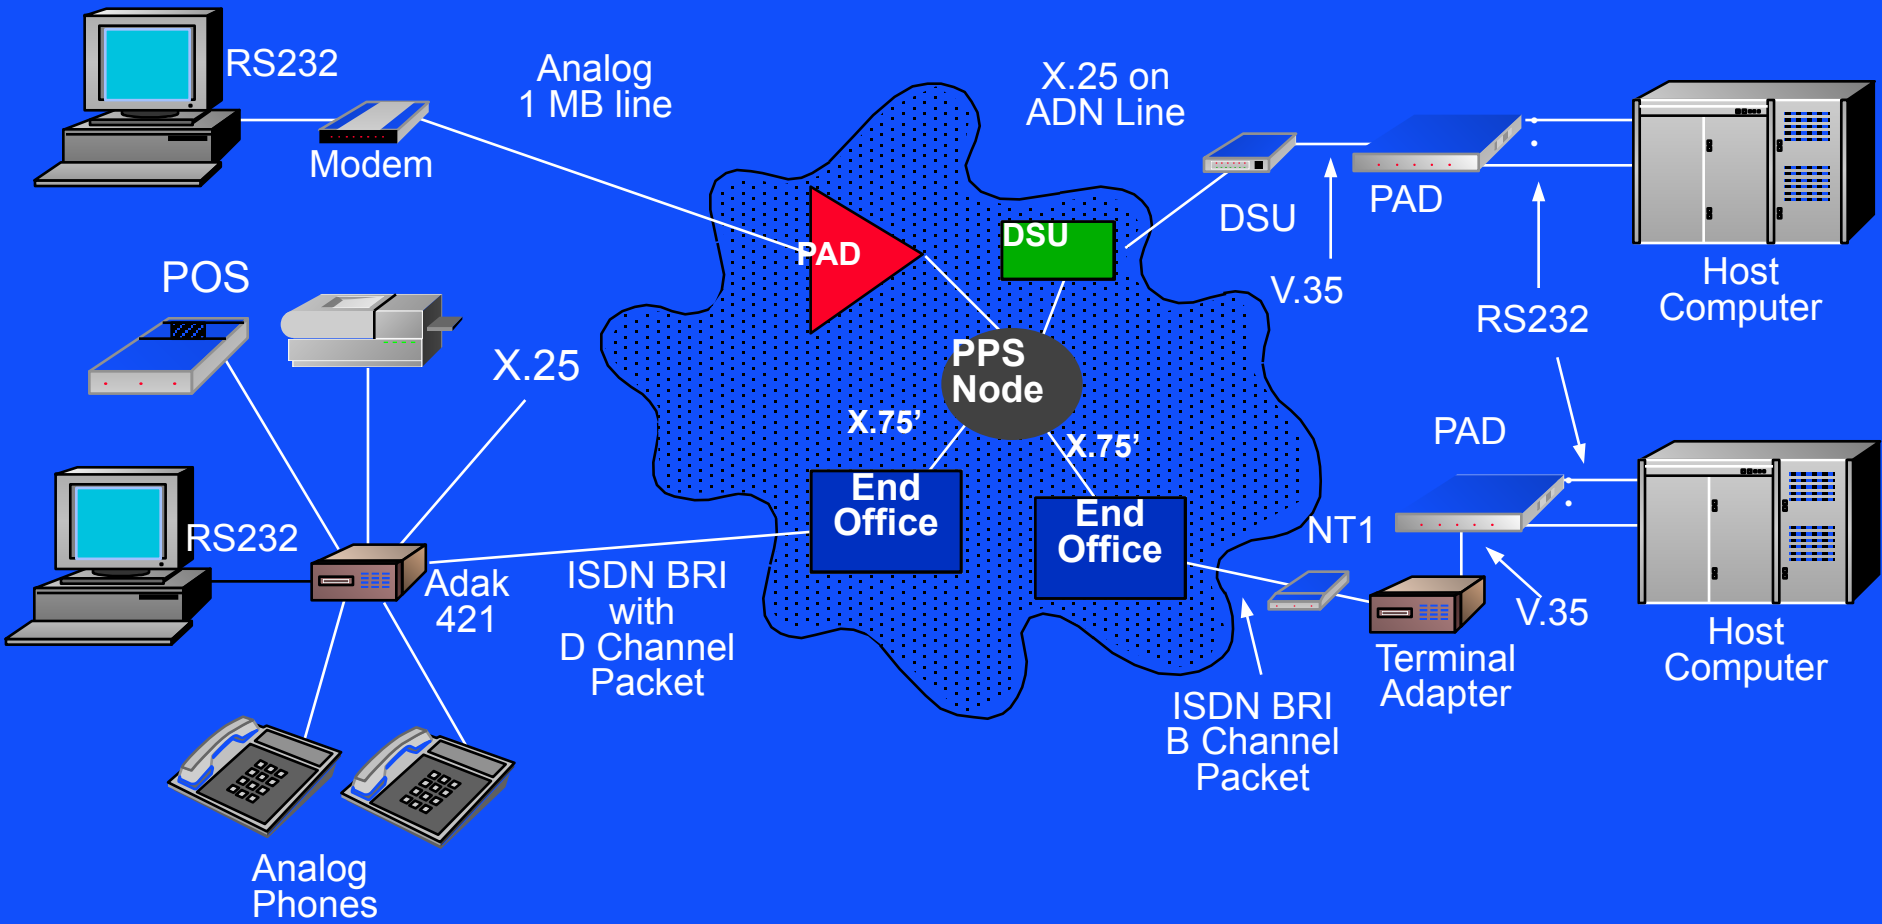 RS232
Analog
1 MB line
X.25 on
ADN Line
Modem
DSU
PAD
PAD
DSU
V.35
Host
Computer
RS232
POS
X.25
PPS
Node
X.75’
X.75’
PAD
End
Office
End
Office
NT1
RS232
Adak
421
ISDN BRI
with
D Channel
Packet
V.35
Terminal
Adapter
Host
Computer
ISDN BRI
B Channel
Packet
Analog
Phones